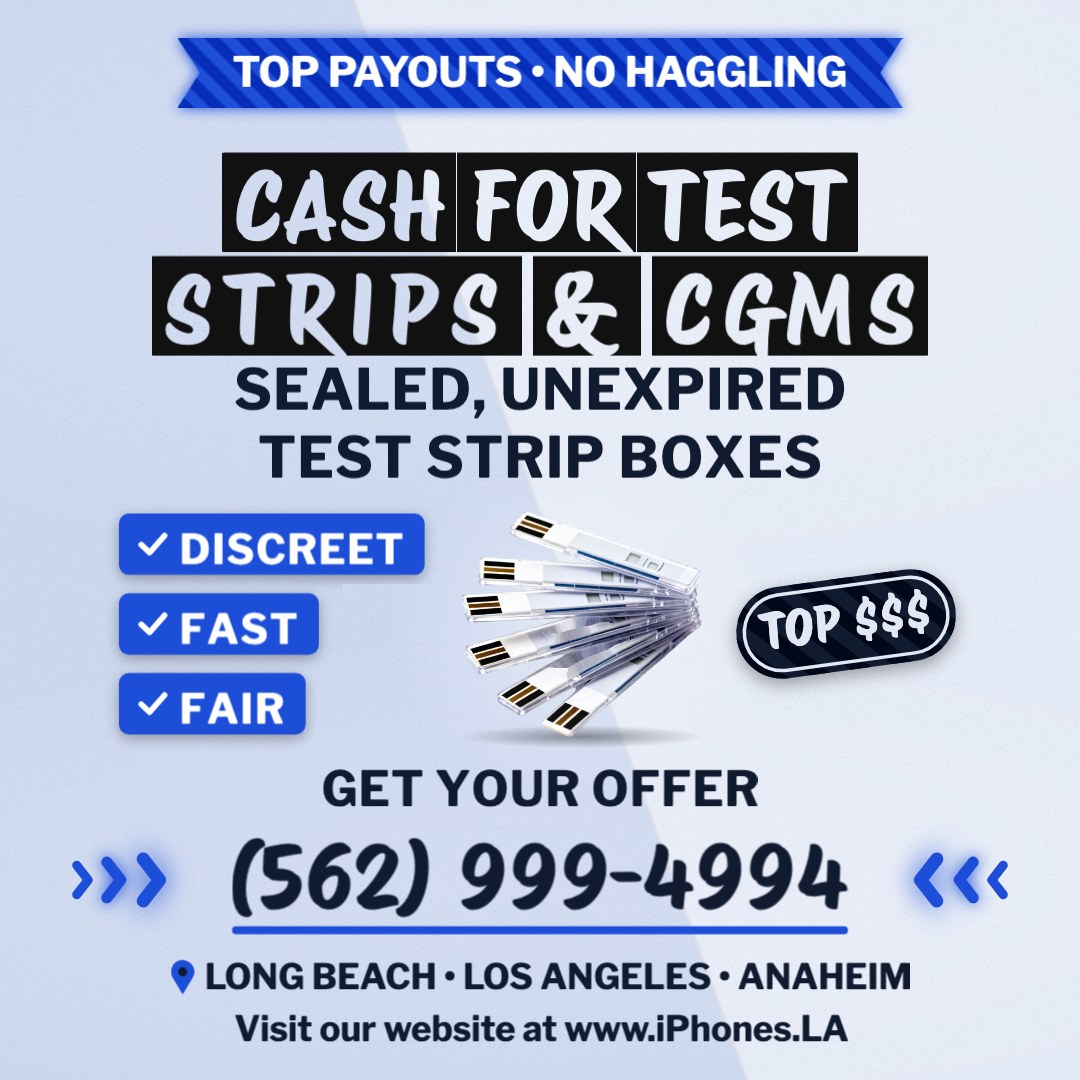 TOP PAYOUTS • NO HAGGLING
CASH FOR TEST
STRIPS & CGMS
SEALED, UNEXPIRED
TEST STRIP BOXES
DISCREET
FAST
FAIR
TOP $$$
GET YOUR OFFER
(562) 999-4994
LONG BEACH • LOS ANGELES • ANAHEIM
Visit our website at www.iPhones.LA